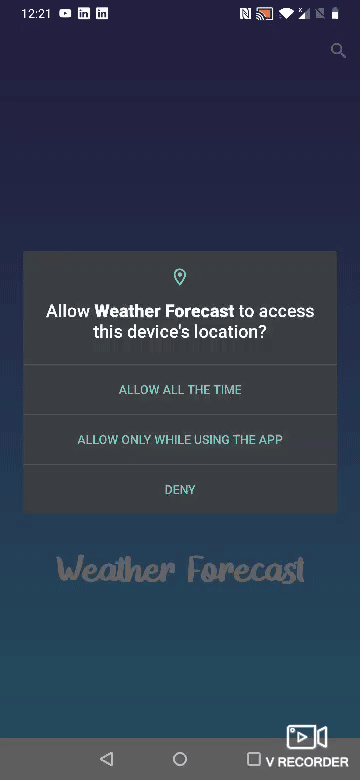 12:21
Allow Weather Forecast to access
this device's location?
ALLOW ALL THE TIME
ALLOW ONLY WHILE USING THE APP
DENY
Weather Forecast
V RECORDER